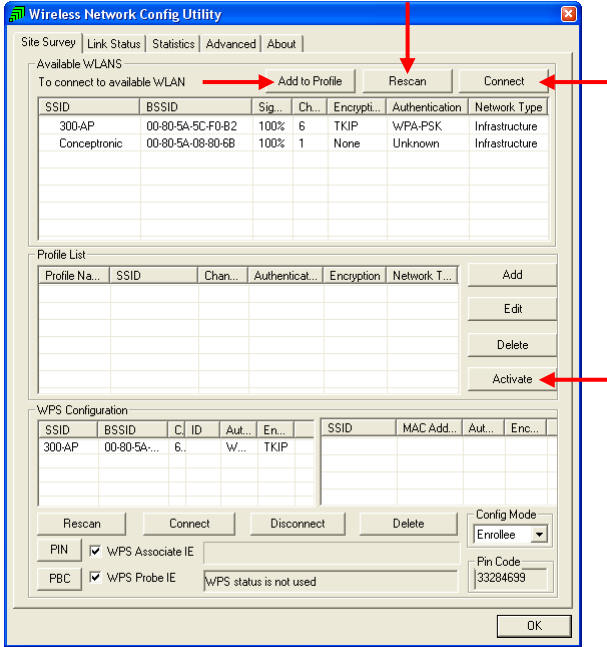 Wireless Network Config Utility
Site Survey Link Status Statistics Advanced About
Available WLANS
To connect to available WLAN Add to Profile Rescan Connect
SSID BSSID Sig... Ch... Encrypti... Authentication Network Type
300-AP 00-80-5A-5C-F0-B2 100% 6 TKIP WPA-PSK Infrastructure
Conceptronic 00-80-5A-08-80-6B 100% 1 None Unknown Infrastructure
Profile List
Profile Na... SSID Chan... Authenticat... Encryption Network T...
Add
Edit
Delete
Activate
WPS Configuration
SSID BSSID C. ID Aut... En... SSID MAC Add... Aut... Enc...
300-AP 00-80-5A-... 6.. W... TKIP
Rescan Connect Disconnect Delete
Config Mode
Enrollee
PIN WPS Associate IE
Pin Code
PBC WPS Probe IE WPS status is not used
33284699
OK